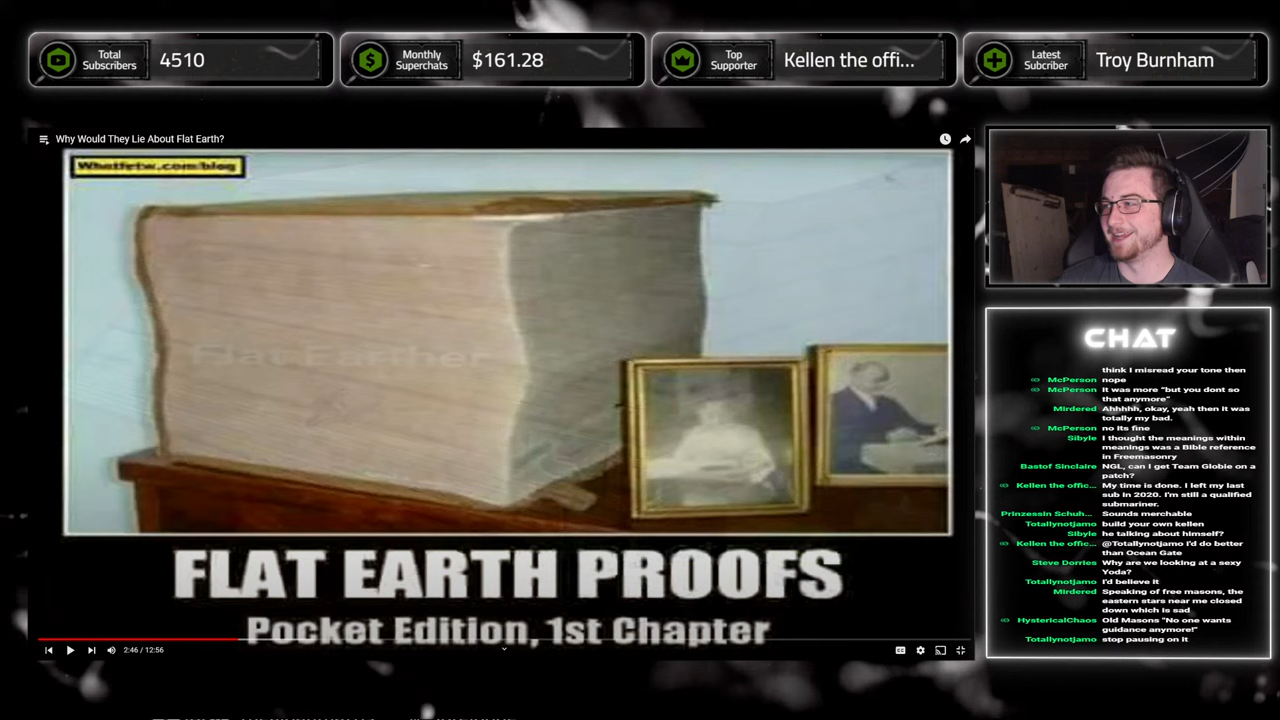 Total
Subscribers
4510
Monthly
Superchats
$161.28
Top
Supporter
Kellen the offi...
Latest
Subcriber
Troy Burnham
Why Would They Lie About Flat Earth?
Whatfetw.com/blog
Flat Earther
FLAT EARTH PROOFS
Pocket Edition, 1st Chapter
2:46 / 12:56
CHAT
think I misread your tone then
McPerson nope
McPerson It was more "but you dont so
that anymore"
Mirdered Ahhhhh, okay, yeah then it was
totally my bad.
McPerson no its fine
Sibyle I thought the meanings within
meanings was a Bible reference
in Freemasonry
Bastof Sinclaire NGL, can I get Team Globie on a
patch?
Kellen the offic... My time is done. I left my last
sub in 2020. I'm still a qualified
submariner.
Prinzessin Schuh... Sounds merchable
Totallynotjamo build your own kellen
Sibyle he talking about himself?
Kellen the offic... @Totallynotjamo I'd do better
than Ocean Gate
Steve Dorries Why are we looking at a sexy
Yoda?
Totallynotjamo I'd believe it
Mirdered Speaking of free masons, the
eastern stars near me closed
down which is sad
HystericalChaos Old Masons "No one wants
guidance anymore!"
Totallynotjamo stop pausing on it